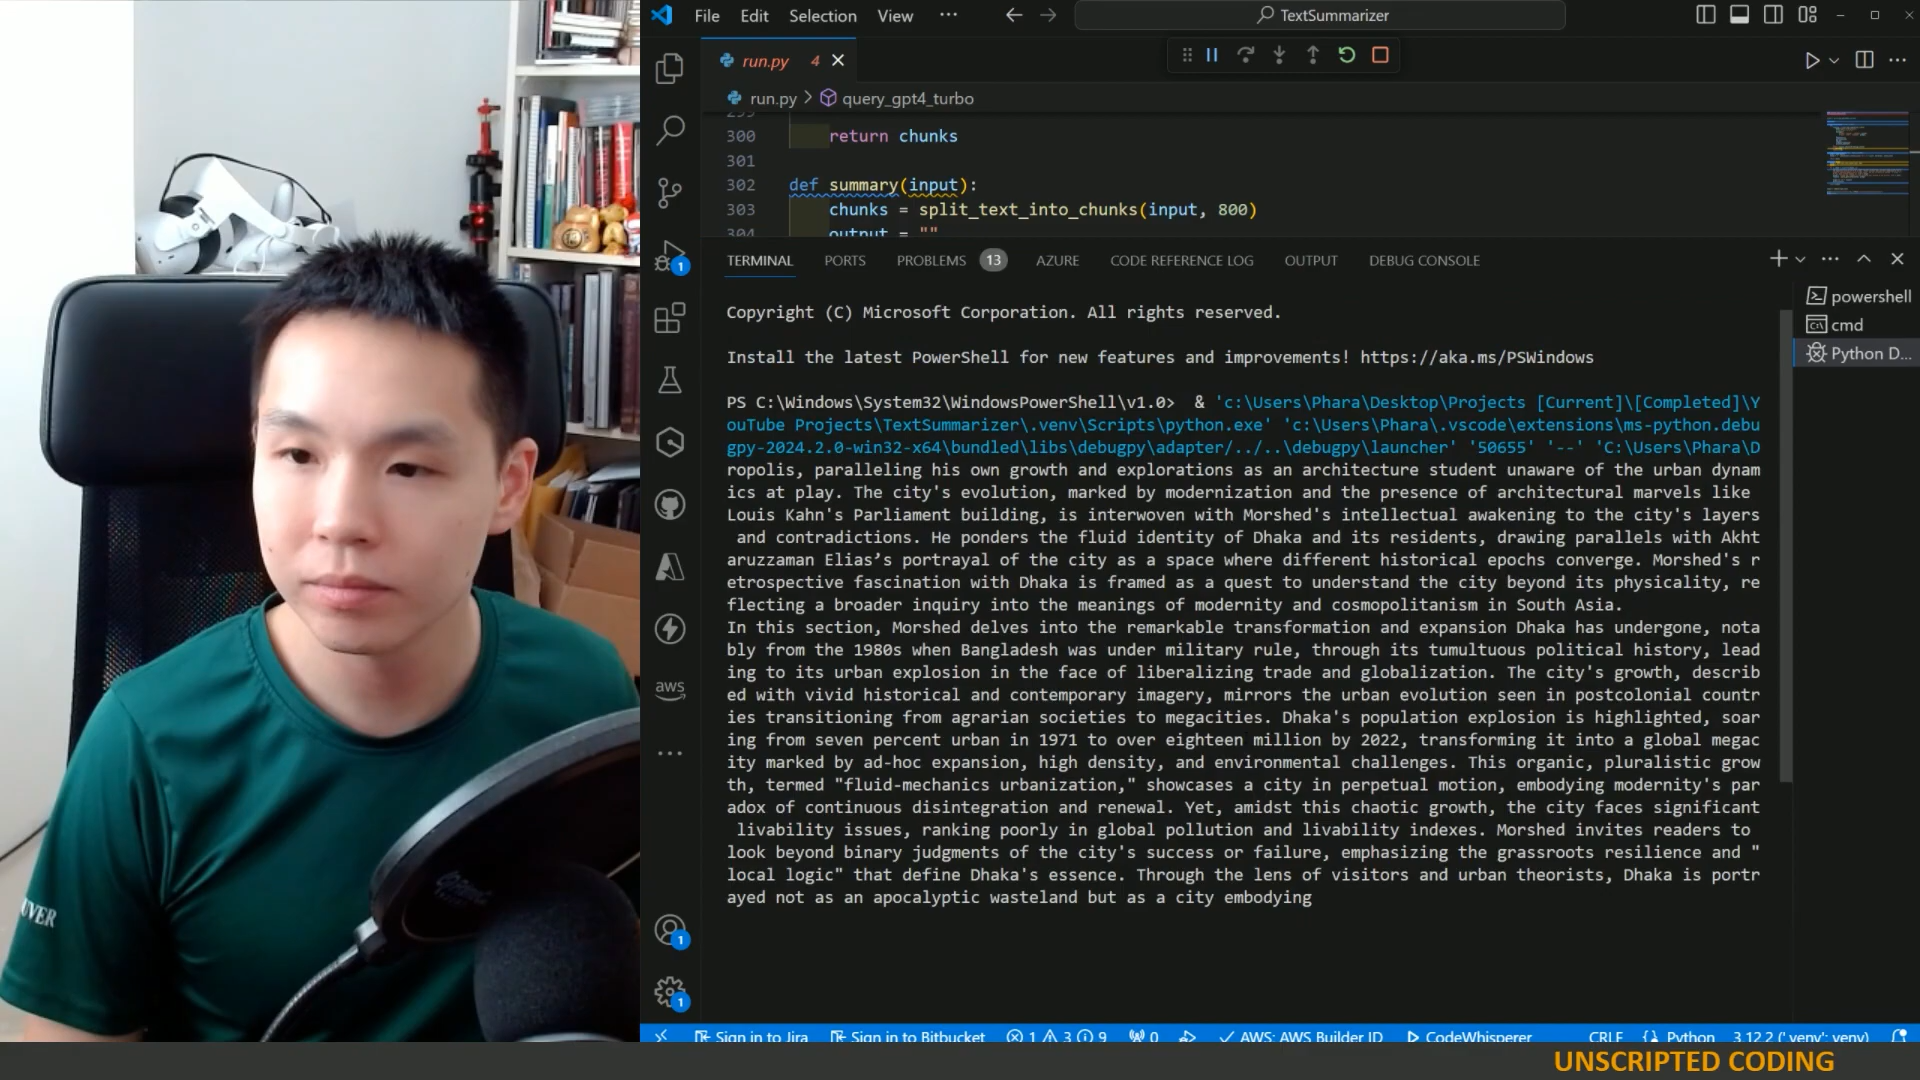 File Edit Selection View ··· TextSummarizer
run.py 4
run.py > query_gpt4_turbo
300 return chunks
301
302 def summary(input):
303 chunks = split_text_into_chunks(input, 800)
304 output = ""
TERMINAL PORTS PROBLEMS 13 AZURE CODE REFERENCE LOG OUTPUT DEBUG CONSOLE
powershell
cmd
Python D...
Copyright (C) Microsoft Corporation. All rights reserved.
Install the latest PowerShell for new features and improvements! https://aka.ms/PSWindows
PS C:\Windows\System32\WindowsPowerShell\v1.0> & 'c:\Users\Phara\Desktop\Projects [Current]\[Completed]\Y
ouTube Projects\TextSummarizer\.venv\Scripts\python.exe' 'c:\Users\Phara\.vscode\extensions\ms-python.debu
gpy-2024.2.0-win32-x64\bundled\libs\debugpy\adapter/../..\debugpy\launcher' '50655' '--' 'C:\Users\Phara\D
ropolis, paralleling his own growth and explorations as an architecture student unaware of the urban dynam
ics at play. The city's evolution, marked by modernization and the presence of architectural marvels like
Louis Kahn's Parliament building, is interwoven with Morshed's intellectual awakening to the city's layers
and contradictions. He ponders the fluid identity of Dhaka and its residents, drawing parallels with Akht
aruzzaman Elias’s portrayal of the city as a space where different historical epochs converge. Morshed's r
etrospective fascination with Dhaka is framed as a quest to understand the city beyond its physicality, re
flecting a broader inquiry into the meanings of modernity and cosmopolitanism in South Asia.
In this section, Morshed delves into the remarkable transformation and expansion Dhaka has undergone, nota
bly from the 1980s when Bangladesh was under military rule, through its tumultuous political history, lead
ing to its urban explosion in the face of liberalizing trade and globalization. The city's growth, describ
ed with vivid historical and contemporary imagery, mirrors the urban evolution seen in postcolonial countr
ies transitioning from agrarian societies to megacities. Dhaka's population explosion is highlighted, soar
ing from seven percent urban in 1971 to over eighteen million by 2022, transforming it into a global megac
ity marked by ad-hoc expansion, high density, and environmental challenges. This organic, pluralistic grow
th, termed "fluid-mechanics urbanization," showcases a city in perpetual motion, embodying modernity's par
adox of continuous disintegration and renewal. Yet, amidst this chaotic growth, the city faces significant
livability issues, ranking poorly in global pollution and livability indexes. Morshed invites readers to
look beyond binary judgments of the city's success or failure, emphasizing the grassroots resilience and "
local logic" that define Dhaka's essence. Through the lens of visitors and urban theorists, Dhaka is portr
ayed not as an apocalyptic wasteland but as a city embodying
1
aws
1
1
UVER
Sign in to Jira Sign in to Bitbucket 1 3 9 0 AWS: AWS Builder ID CodeWhisperer CRLF Python 3.12.2 ('.venv': venv)
UNSCRIPTED CODING